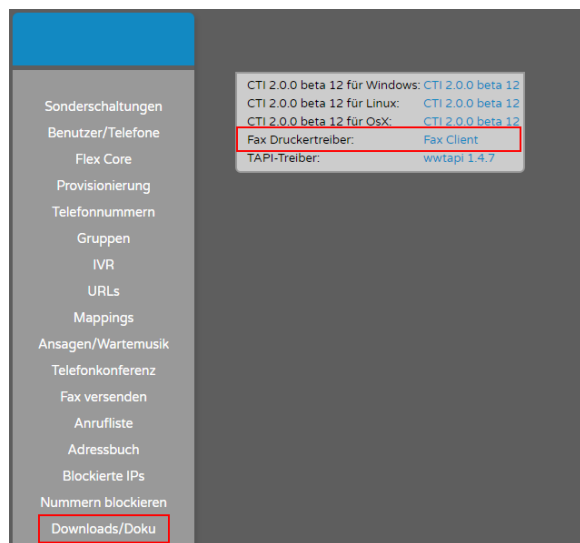 Sonderschaltungen
Benutzer/Telefone
Flex Core
Provisionierung
Telefonnummern
Gruppen
IVR
URLs
Mappings
Ansagen/Wartemusik
Telefonkonferenz
Fax versenden
Anrufliste
Adressbuch
Blockierte IPs
Nummern blockieren
Downloads/Doku
CTI 2.0.0 beta 12 für Windows: CTI 2.0.0 beta 12
CTI 2.0.0 beta 12 für Linux: CTI 2.0.0 beta 12
CTI 2.0.0 beta 12 für OsX: CTI 2.0.0 beta 12
Fax Druckertreiber: Fax Client
TAPI-Treiber: wwtapi 1.4.7